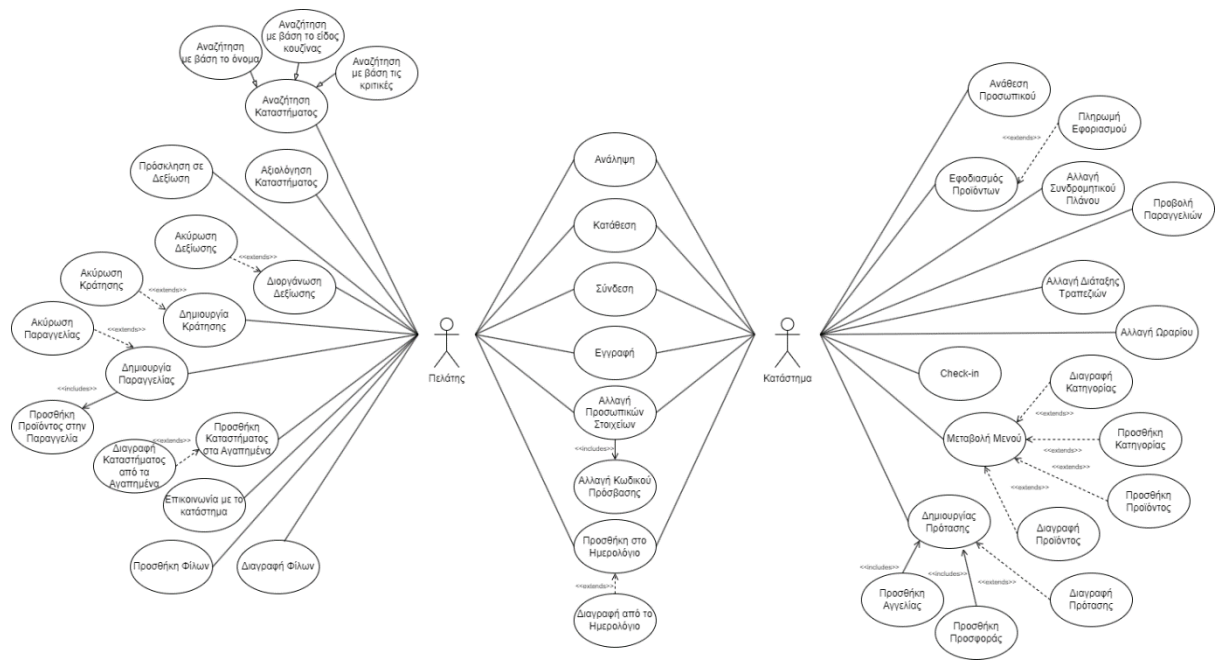 Αναζήτηση
με βάση το όνομα
Αναζήτηση
με βάση το είδος
κουζίνας
Αναζήτηση
με βάση τις
κριτικές
Αναζήτηση
Καταστήματος
Πρόσκληση σε
Δεξίωση
Αξιολόγηση
Καταστήματος
Ακύρωση
Δεξίωσης
<<extends>>
Διοργάνωση
Δεξίωσης
Ακύρωση
Κράτησης
<<extends>>
Δημιουργία
Κράτησης
Ακύρωση
Παραγγελίας
<<extends>>
Δημιουργία
Παραγγελίας
<<includes>>
Προσθήκη
Προϊόντος στην
Παραγγελία
Προσθήκη
Καταστήματος
στα Αγαπημένα
<<extends>>
Διαγραφή
Καταστήματος
από τα
Αγαπημένα
Επικοινωνία με το
κατάστημα
Προσθήκη Φίλων
Διαγραφή Φίλων
Πελάτης
Ανάληψη
Κατάθεση
Σύνδεση
Εγγραφή
Αλλαγή
Προσωπικών
Στοιχείων
<<includes>>
Αλλαγή Κωδικού
Πρόσβασης
Προσθήκη στο
Ημερολόγιο
<<extends>>
Διαγραφή από το
Ημερολόγιο
Κατάστημα
Ανάθεση
Προσωπικού
Πληρωμή
Εφοριασμού
<<extends>>
Εφοδιασμός
Προϊόντων
Αλλαγή
Συνδρομητικού
Πλάνου
Προβολή
Παραγγελιών
Αλλαγή Διάταξης
Τραπεζιών
Αλλαγή Ωραρίου
Check-in
Διαγραφή
Κατηγορίας
<<extends>>
Μεταβολή Μενού
<<extends>>
Προσθήκη
Κατηγορίας
<<extends>>
Προσθήκη
Προϊόντος
<<extends>>
Διαγραφή
Προϊόντος
Δημιουργίας
Πρότασης
<<includes>>
Προσθήκη
Αγγελίας
<<includes>>
Προσθήκη
Προσφοράς
<<extends>>
Διαγραφή
Πρότασης